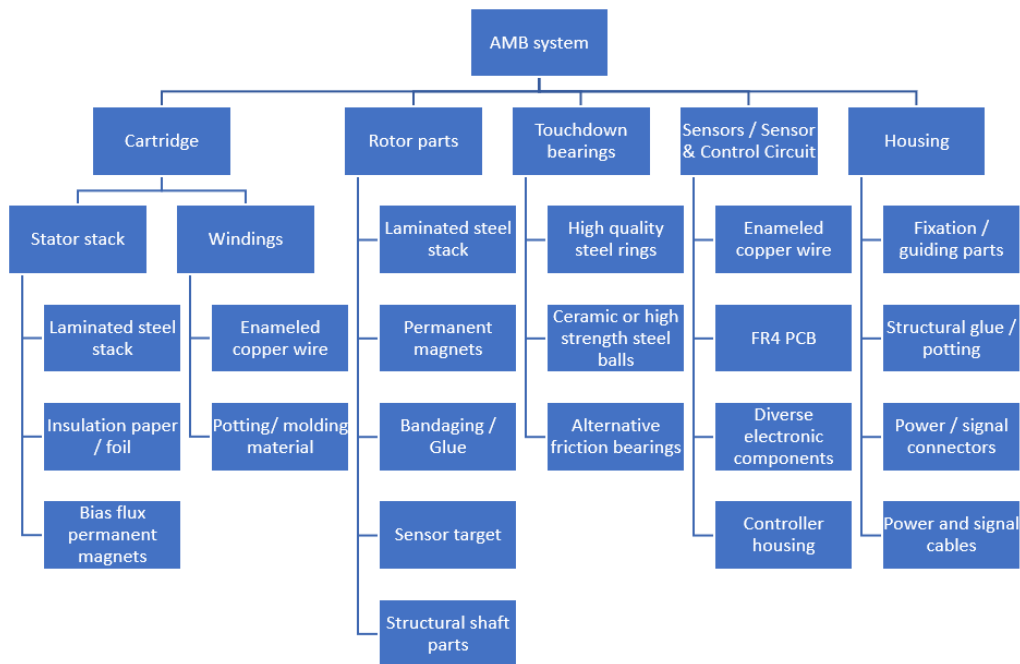 AMB system
Cartridge
Rotor parts
Touchdown
bearings
Sensors / Sensor
& Control Circuit
Housing
Stator stack
Windings
Laminated steel
stack
High quality
steel rings
Enameled
copper wire
Fixation /
guiding parts
Laminated steel
stack
Enameled
copper wire
Permanent
magnets
Ceramic or high
strength steel
balls
FR4 PCB
Structural glue /
potting
Insulation paper
/ foil
Potting/ molding
material
Bandaging /
Glue
Alternative
friction bearings
Diverse
electronic
components
Power / signal
connectors
Bias flux
permanent
magnets
Sensor target
Controller
housing
Power and signal
cables
Structural shaft
parts